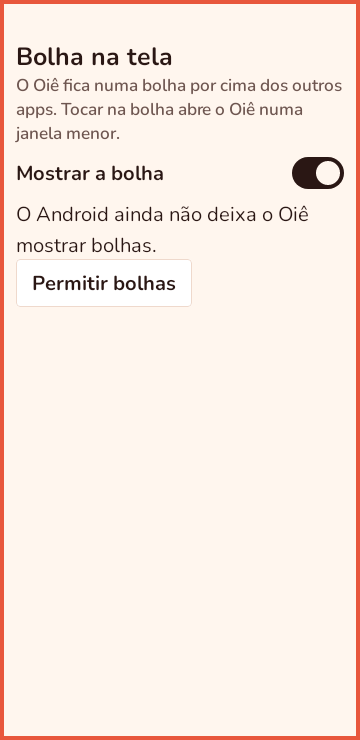 Bolha na tela
O Oiê fica numa bolha por cima dos outros
apps. Tocar na bolha abre o Oiê numa
janela menor.
Mostrar a bolha
O Android ainda não deixa o Oiê
mostrar bolhas.
Permitir bolhas